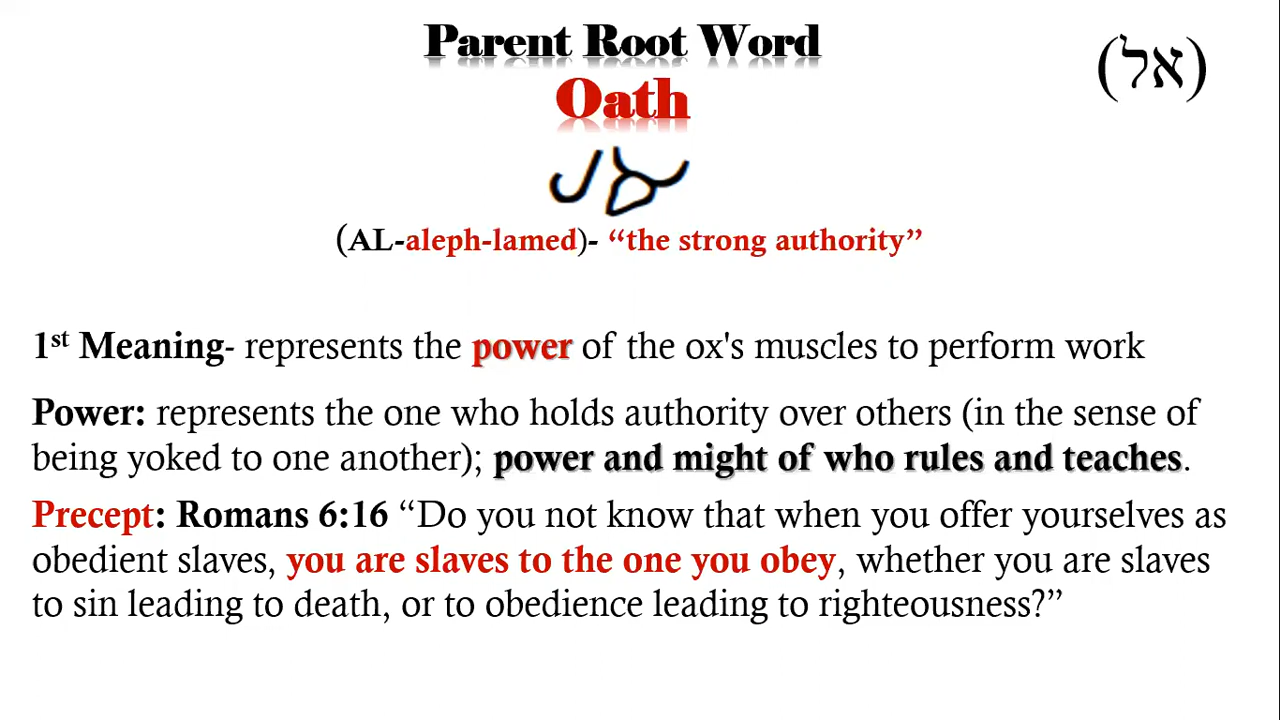 Parent Root Word
(אל)
Oath
(AL-aleph-lamed)- “the strong authority”
1st Meaning- represents the power of the ox's muscles to perform work
Power: represents the one who holds authority over others (in the sense of
being yoked to one another); power and might of who rules and teaches.
Precept: Romans 6:16 “Do you not know that when you offer yourselves as
obedient slaves, you are slaves to the one you obey, whether you are slaves
to sin leading to death, or to obedience leading to righteousness?”